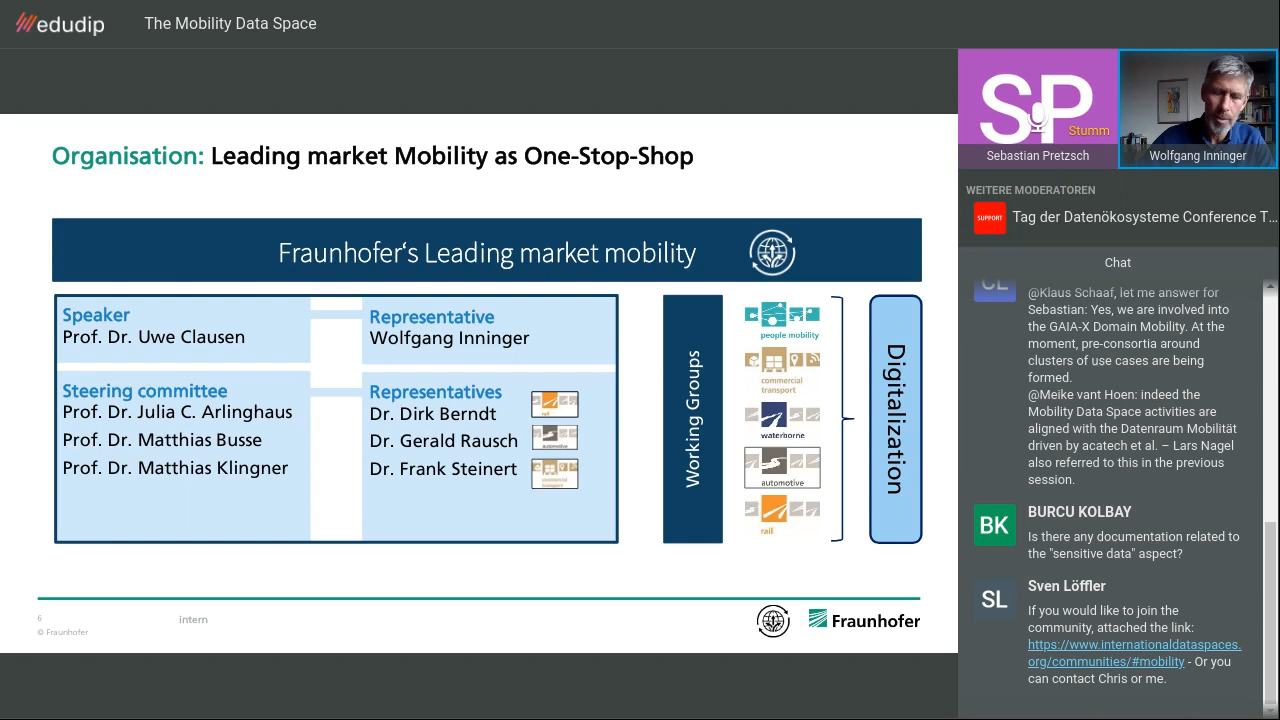 edudip
The Mobility Data Space
Organisation: Leading market Mobility as One-Stop-Shop
Fraunhofer‘s Leading market mobility
Speaker
Prof. Dr. Uwe Clausen
Representative
Wolfgang Inninger
Steering committee
Prof. Dr. Julia C. Arlinghaus
Prof. Dr. Matthias Busse
Prof. Dr. Matthias Klingner
Representatives
Dr. Dirk Berndt
rail
Dr. Gerald Rausch
automotive
Dr. Frank Steinert
commercial
transport
Working Groups
people mobility
commercial
transport
waterborne
automotive
rail
Digitalization
6
© Fraunhofer
intern
Fraunhofer
SP
Stumm
Sebastian Pretzsch
Wolfgang Inninger
WEITERE MODERATOREN
SUPPORT
Tag der Datenökosysteme Conference T...
Chat
CL
@Klaus Schaaf, let me answer for
Sebastian: Yes, we are involved into
the GAIA-X Domain Mobility. At the
moment, pre-consortia around
clusters of use cases are being
formed.
@Meike vant Hoen: indeed the
Mobility Data Space activities are
aligned with the Datenraum Mobilität
driven by acatech et al. – Lars Nagel
also referred to this in the previous
session.
BK
BURCU KOLBAY
Is there any documentation related to
the "sensitive data" aspect?
SL
Sven Löffler
If you would like to join the
community, attached the link:
https://www.internationaldataspaces.
org/communities/#mobility - Or you
can contact Chris or me.